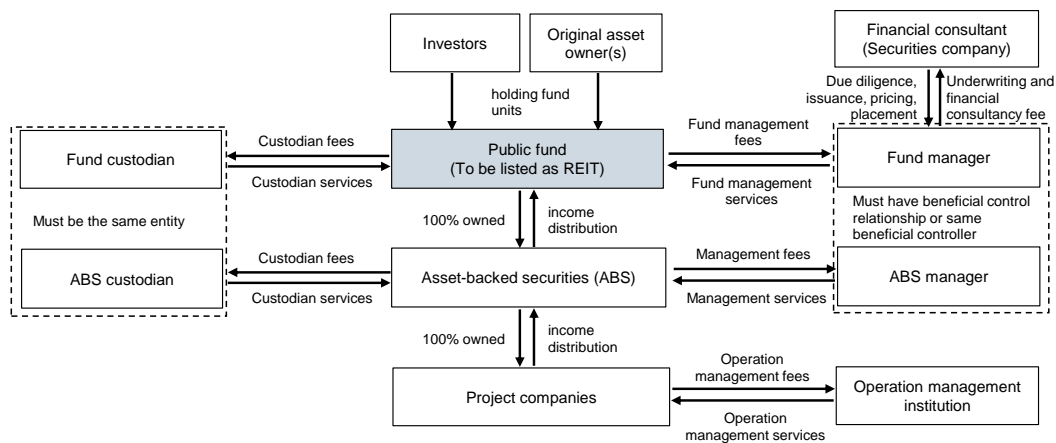 Investors
Original asset
owner(s)
Financial consultant
(Securities company)
holding fund
units
Due diligence,
issuance, pricing,
placement
Underwriting and
financial
consultancy fee
Fund custodian
Custodian fees
Custodian services
Public fund
(To be listed as REIT)
Fund management
fees
Fund management
services
Fund manager
Must be the same entity
100% owned
income
distribution
Must have beneficial control
relationship or same
beneficial controller
ABS custodian
Custodian fees
Custodian services
Asset-backed securities (ABS)
Management fees
Management services
ABS manager
100% owned
income
distribution
Project companies
Operation
management fees
Operation
management services
Operation management
institution